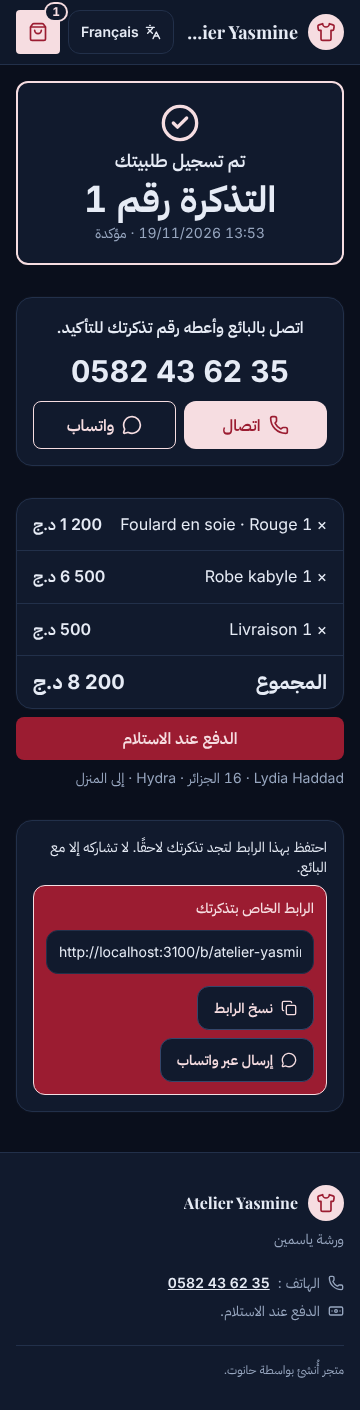 ...ier Yasmine
Français
1
تم تسجيل طلبيتك
التذكرة رقم 1
19/11/2026 13:53 · مؤكدة
اتصل بالبائع وأعطه رقم تذكرتك للتأكيد.
0582 43 62 35
اتصال
واتساب
Foulard en soie · Rouge 1 ×
1 200 د.ج
Robe kabyle 1 ×
6 500 د.ج
Livraison 1 ×
500 د.ج
المجموع
8 200 د.ج
الدفع عند الاستلام
Lydia Haddad · 16 الجزائر · Hydra · إلى المنزل
احتفظ بهذا الرابط لتجد تذكرتك لاحقًا. لا تشاركه إلا مع
البائع.
الرابط الخاص بتذكرتك
http://localhost:3100/b/atelier-yasmi
نسخ الرابط
إرسال عبر واتساب
Atelier Yasmine
ورشة ياسمين
الهاتف : 0582 43 62 35
الدفع عند الاستلام.
متجر أُنشئ بواسطة حانوت.